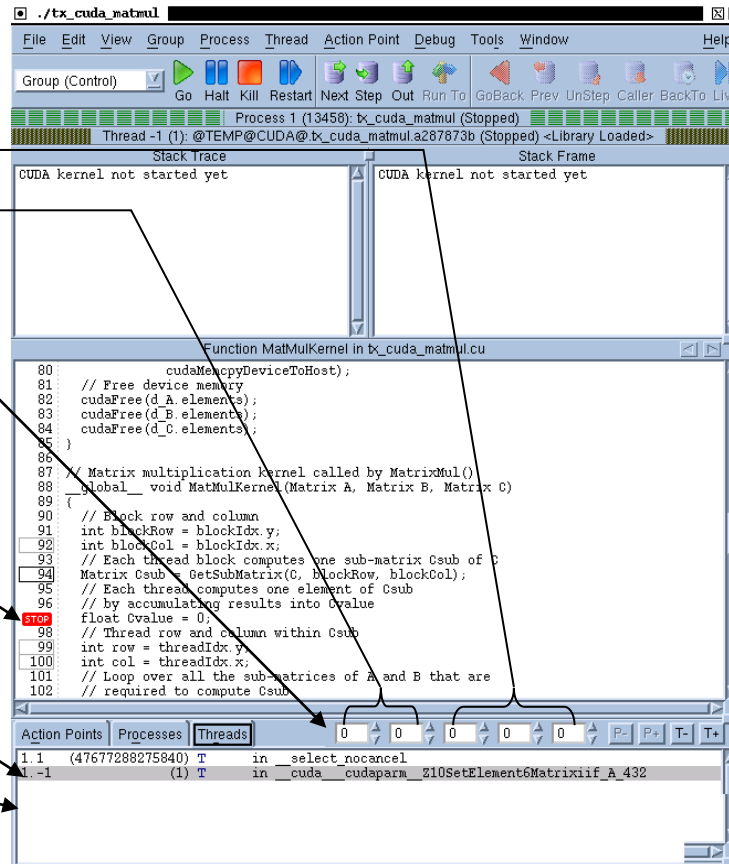 ./tx_cuda_matmul
File Edit View Group Process Thread Action Point Debug Tools Window Help
Group (Control)
Go Halt Kill Restart Next Step Out Run To GoBack Prev UnStep Caller BackTo Liv
Process 1 (13458): tx_cuda_matmul (Stopped)
Thread -1 (1): @TEMP@CUDA@.tx_cuda_matmul.a287873b (Stopped) <Library Loaded>
Stack Trace
Stack Frame
CUDA kernel not started yet
CUDA kernel not started yet
Function MatMulKernel in tx_cuda_matmul.cu
80 cudaMemcpyDeviceToHost);
81 // Free device memory
82 cudaFree(d_A.elements);
83 cudaFree(d_B.elements);
84 cudaFree(d_C.elements);
85 }
86
87 // Matrix multiplication kernel called by MatrixMul()
88 __global__ void MatMulKernel(Matrix A, Matrix B, Matrix C)
89 {
90 // Block row and column
91 int blockRow = blockIdx.y;
92 int blockCol = blockIdx.x;
93 // Each thread block computes one sub-matrix Csub of C
94 Matrix Csub = GetSubMatrix(C, blockRow, blockCol);
95 // Each thread computes one element of Csub
96 // by accumulating results into Cvalue
STOP float Cvalue = 0;
98 // Thread row and column within Csub
99 int row = threadIdx.y;
100 int col = threadIdx.x;
101 // Loop over all the sub-matrices of A and B that are
102 // required to compute Csub
Action Points Processes Threads 0 0 0 0 0 P- P+ T- T+
1.1 (47677288275840) T in __select_nocancel
1.-1 (1) T in __cuda___cudaparm__Z10SetElement6Matrixiif_A_432